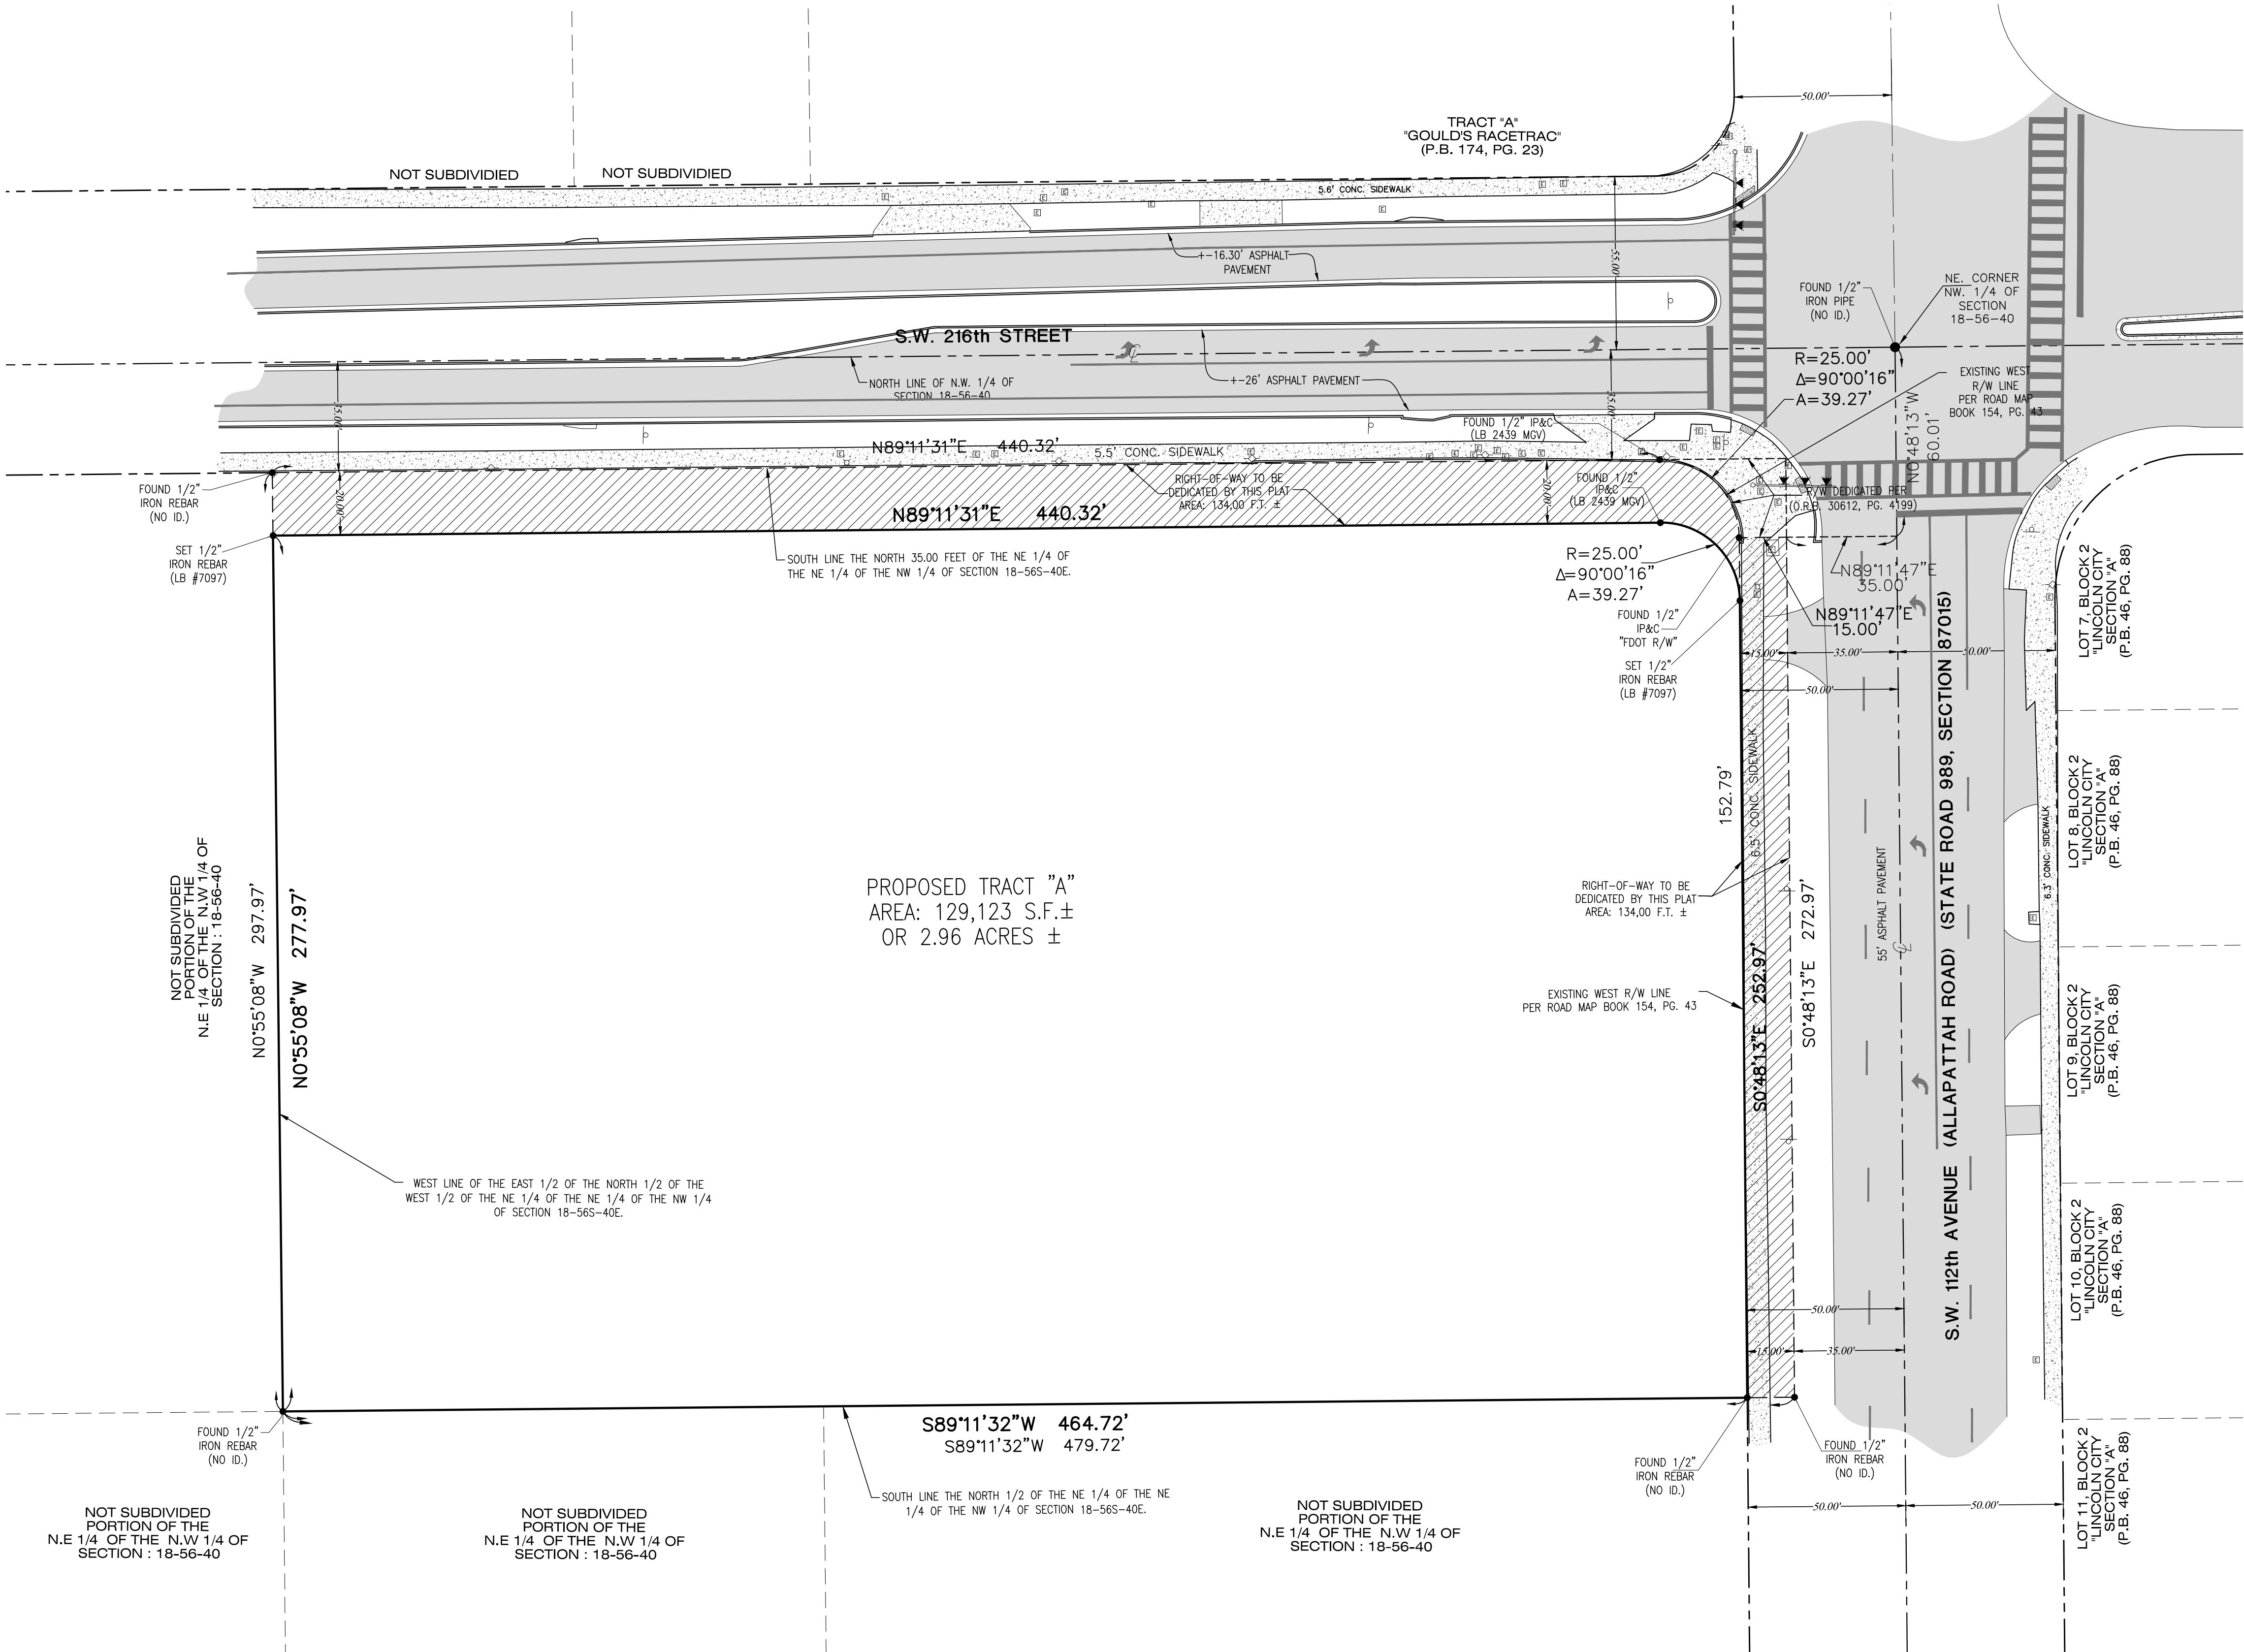 50.00'
TRACT "A"
"GOULD'S RACETRAC"
(P.B. 174, PG. 23)
NOT SUBDIVIDIED
NOT SUBDIVIDED
5.6' CONC. SIDEWALK
+-16.30' ASPHALT
PAVEMENT
55.00'
FOUND 1/2"
IRON PIPE
(NO ID.)
NE. CORNER
NW. 1/4 OF
SECTION
18-56-40
S.W. 216th STREET
R=25.00'
Δ=90°00'16"
A=39.27'
EXISTING WEST
R/W LINE
PER ROAD MAP
BOOK 154, PG. 43
NORTH LINE OF N.W. 1/4 OF
SECTION 18-56-40
+-26' ASPHALT PAVEMENT
35.00'
35.00'
N0°48'13"W
60.01'
FOUND 1/2" IP&C
(LB 2439 MGV)
N89°11'31"E 440.32'
5.5' CONC. SIDEWALK
FOUND 1/2"
IRON REBAR
(NO ID.)
20.00'
RIGHT-OF-WAY TO BE
DEDICATED BY THIS PLAT
AREA: 134,00 F.T. ±
20.00'
FOUND 1/2"
IP&C
(LB 2439 MGV)
R/W DEDICATED PER
(O.R.B. 30612, PG. 4199)
N89°11'31"E 440.32'
SET 1/2"
IRON REBAR
(LB #7097)
SOUTH LINE THE NORTH 35.00 FEET OF THE NE 1/4 OF
THE NE 1/4 OF THE NW 1/4 OF SECTION 18-56S-40E.
R=25.00'
Δ=90°00'16"
A=39.27'
N89°11'47"E
35.00'
N89°11'47"E
15.00'
FOUND 1/2"
IP&C
"FDOT R/W"
SET 1/2"
IRON REBAR
(LB #7097)
15.00'
35.00'
50.00'
50.00'
LOT 7, BLOCK 2
"LINCOLN CITY
SECTION "A"
(P.B. 46, PG. 88)
152.79'
6.5' CONC. SIDEWALK
S.W. 112th AVENUE (ALLAPATTAH ROAD) (STATE ROAD 989, SECTION 87015)
55' ASPHALT PAVEMENT
6.3' CONC. SIDEWALK
LOT 8, BLOCK 2
"LINCOLN CITY
SECTION "A"
(P.B. 46, PG. 88)
NOT SUBDIVIDED
PORTION OF THE
N.E 1/4 OF THE N.W 1/4 OF
SECTION : 18-56-40
N0°55'08"W 297.97'
N0°55'08"W 277.97'
PROPOSED TRACT "A"
AREA: 129,123 S.F.±
OR 2.96 ACRES ±
RIGHT-OF-WAY TO BE
DEDICATED BY THIS PLAT
AREA: 134,00 F.T. ±
EXISTING WEST R/W LINE
PER ROAD MAP BOOK 154, PG. 43
S0°48'13"E 252.97'
S0°48'13"E 272.97'
LOT 9, BLOCK 2
"LINCOLN CITY
SECTION "A"
(P.B. 46, PG. 88)
WEST LINE OF THE EAST 1/2 OF THE NORTH 1/2 OF THE
WEST 1/2 OF THE NE 1/4 OF THE NE 1/4 OF THE NW 1/4
OF SECTION 18-56S-40E.
LOT 10, BLOCK 2
"LINCOLN CITY
SECTION "A"
(P.B. 46, PG. 88)
50.00'
15.00'
35.00'
S89°11'32"W 464.72'
S89°11'32"W 479.72'
FOUND 1/2"
IRON REBAR
(NO ID.)
FOUND 1/2"
IRON REBAR
(NO ID.)
FOUND 1/2"
IRON REBAR
(NO ID.)
SOUTH LINE THE NORTH 1/2 OF THE NE 1/4 OF THE NE
1/4 OF THE NW 1/4 OF SECTION 18-56S-40E.
50.00'
50.00'
LOT 11, BLOCK 2
"LINCOLN CITY
SECTION "A"
(P.B. 46, PG. 88)
NOT SUBDIVIDED
PORTION OF THE
N.E 1/4 OF THE N.W 1/4 OF
SECTION : 18-56-40
NOT SUBDIVIDED
PORTION OF THE
N.E 1/4 OF THE N.W 1/4 OF
SECTION : 18-56-40
NOT SUBDIVIDED
PORTION OF THE
N.E 1/4 OF THE N.W 1/4 OF
SECTION : 18-56-40